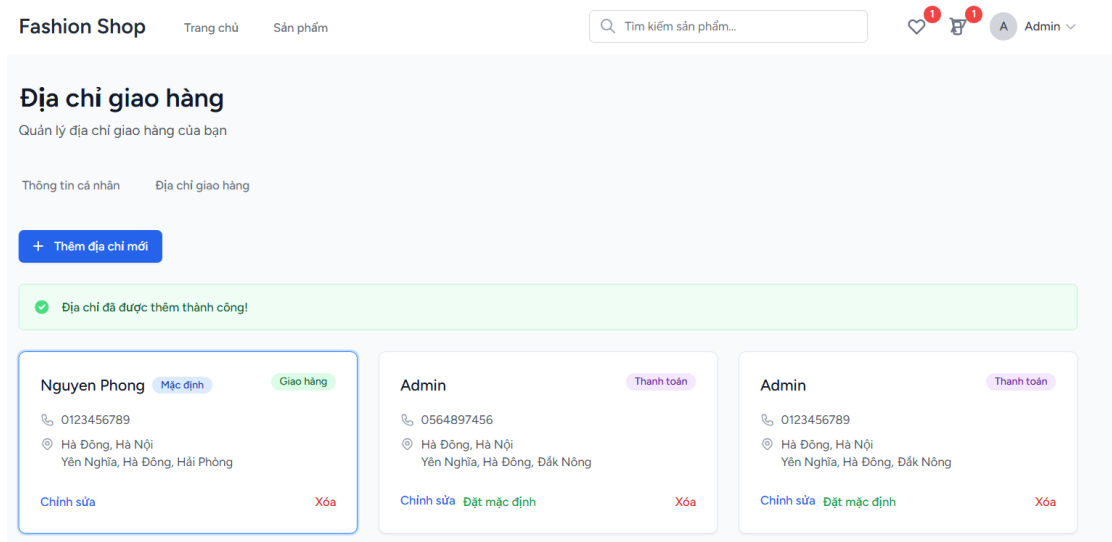 Fashion Shop
Trang chủ
Sản phẩm
Tìm kiếm sản phẩm...
1
1
A
Admin
Địa chỉ giao hàng
Quản lý địa chỉ giao hàng của bạn
Thông tin cá nhân
Địa chỉ giao hàng
+ Thêm địa chỉ mới
Địa chỉ đã được thêm thành công!
Nguyen Phong
Mặc định
Giao hàng
0123456789
Hà Đông, Hà Nội
Yên Nghĩa, Hà Đông, Hải Phòng
Chỉnh sửa
Xóa
Admin
Thanh toán
0564897456
Hà Đông, Hà Nội
Yên Nghĩa, Hà Đông, Đắk Nông
Chỉnh sửa
Đặt mặc định
Xóa
Admin
Thanh toán
0123456789
Hà Đông, Hà Nội
Yên Nghĩa, Hà Đông, Đắk Nông
Chỉnh sửa
Đặt mặc định
Xóa